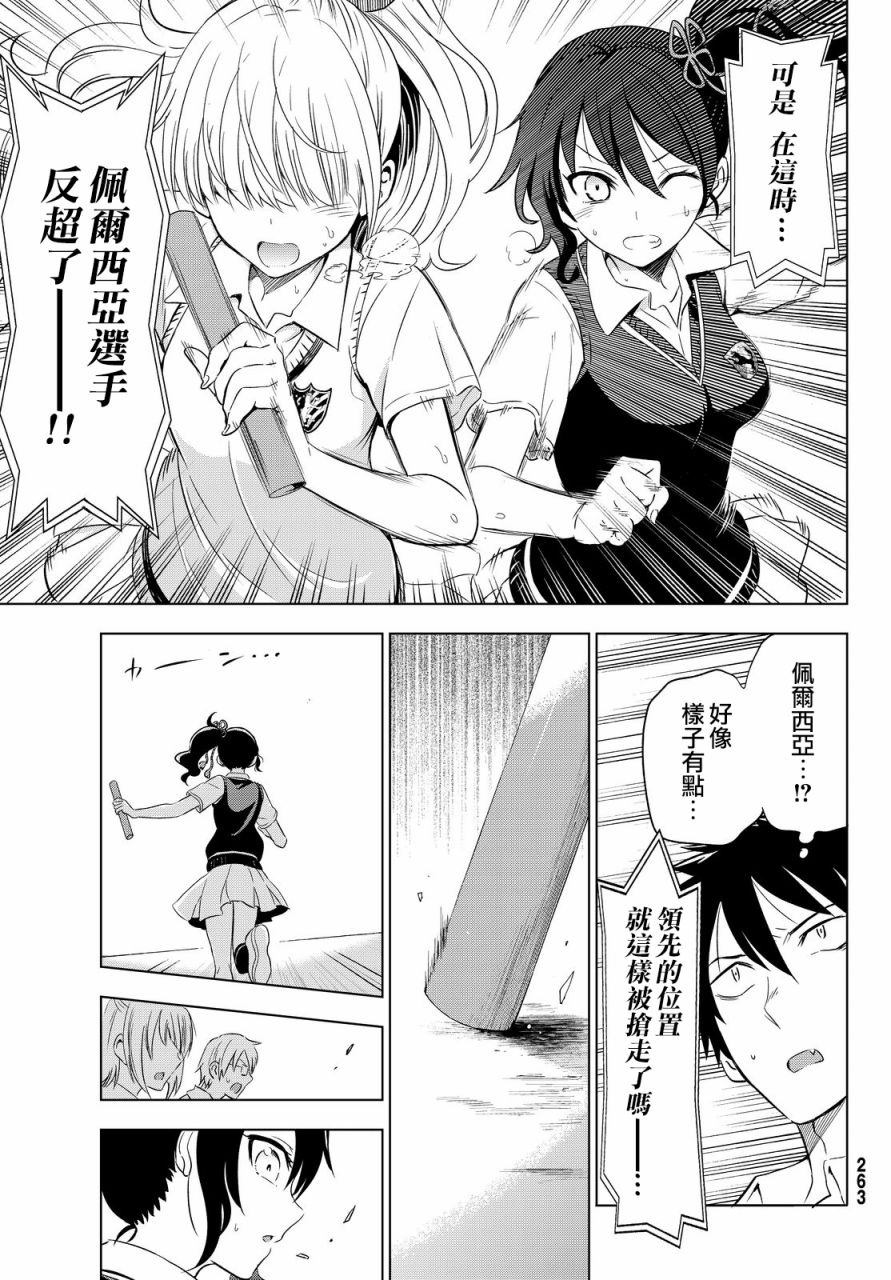 可是 在這時…
佩爾西亞選手
反超了——!!
佩爾西亞…!?
好像
樣子有點…
領先的位置
就這樣被搶走了嗎——…
カーン…
263